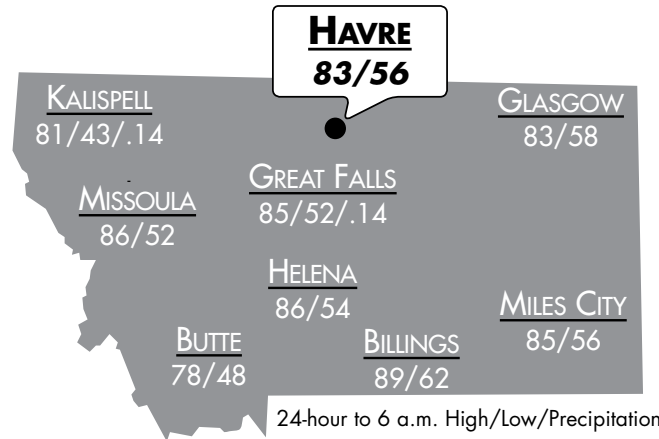 HAVRE
83/56
KALISPELL
81/43/.14
GLASGOW
83/58
GREAT FALLS
85/52/.14
MISSOULA
86/52
HELENA
86/54
MILES CITY
85/56
BUTTE
78/48
BILLINGS
89/62
24-hour to 6 a.m. High/Low/Precipitation